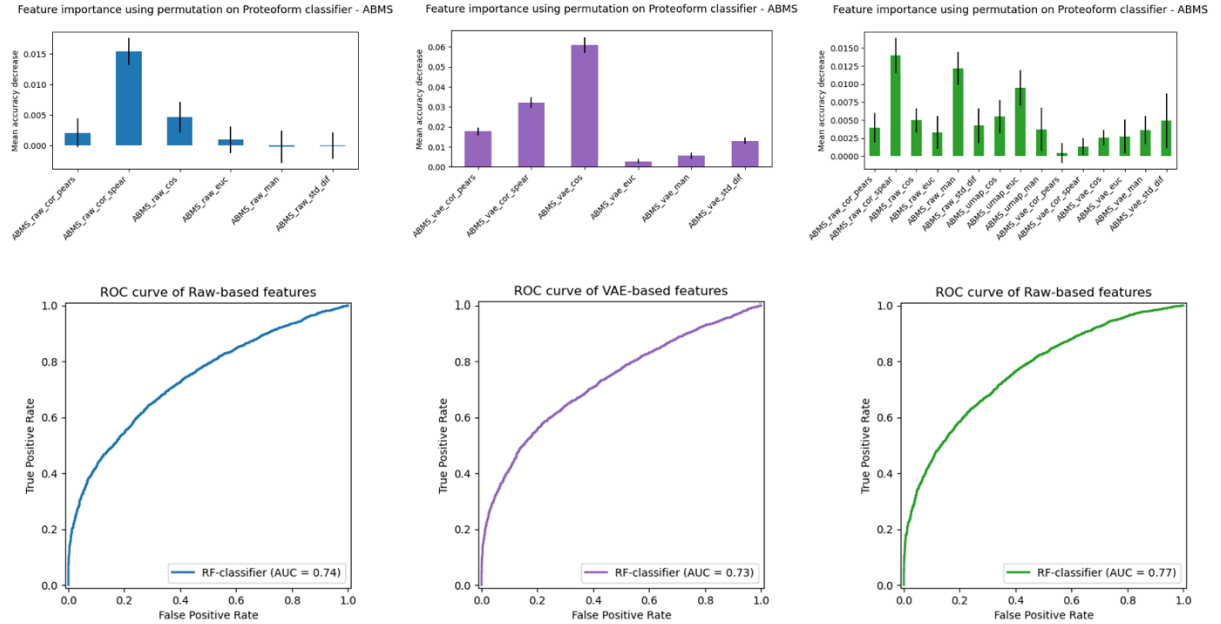 Feature importance using permutation on Proteoform classifier - ABMS
Mean accuracy decrease
0.015
0.010
0.005
0.000
ABMS_raw_cor_pears
ABMS_raw_cor_spear
ABMS_raw_cos
ABMS_raw_euc
ABMS_raw_man
ABMS_raw_std_dif
Feature importance using permutation on Proteoform classifier - ABMS
Mean accuracy decrease
0.06
0.05
0.04
0.03
0.02
0.01
0.00
ABMS_vae_cor_pears
ABMS_vae_cor_spear
ABMS_vae_cos
ABMS_vae_euc
ABMS_vae_man
ABMS_vae_std_dif
Feature importance using permutation on Proteoform classifier - ABMS
Mean accuracy decrease
0.0150
0.0125
0.0100
0.0075
0.0050
0.0025
0.0000
ABMS_raw_cor_pears
ABMS_raw_cor_spear
ABMS_raw_cos
ABMS_raw_euc
ABMS_raw_man
ABMS_raw_std_dif
ABMS_umap_cos
ABMS_umap_euc
ABMS_umap_man
ABMS_vae_cor_pears
ABMS_vae_cor_spear
ABMS_vae_cos
ABMS_vae_euc
ABMS_vae_man
ABMS_vae_std_dif
ROC curve of Raw-based features
True Positive Rate
1.0
0.8
0.6
0.4
0.2
0.0
RF-classifier (AUC = 0.74)
0.0 0.2 0.4 0.6 0.8 1.0
False Positive Rate
ROC curve of VAE-based features
True Positive Rate
1.0
0.8
0.6
0.4
0.2
0.0
RF-classifier (AUC = 0.73)
0.0 0.2 0.4 0.6 0.8 1.0
False Positive Rate
ROC curve of Raw-based features
True Positive Rate
1.0
0.8
0.6
0.4
0.2
0.0
RF-classifier (AUC = 0.77)
0.0 0.2 0.4 0.6 0.8 1.0
False Positive Rate